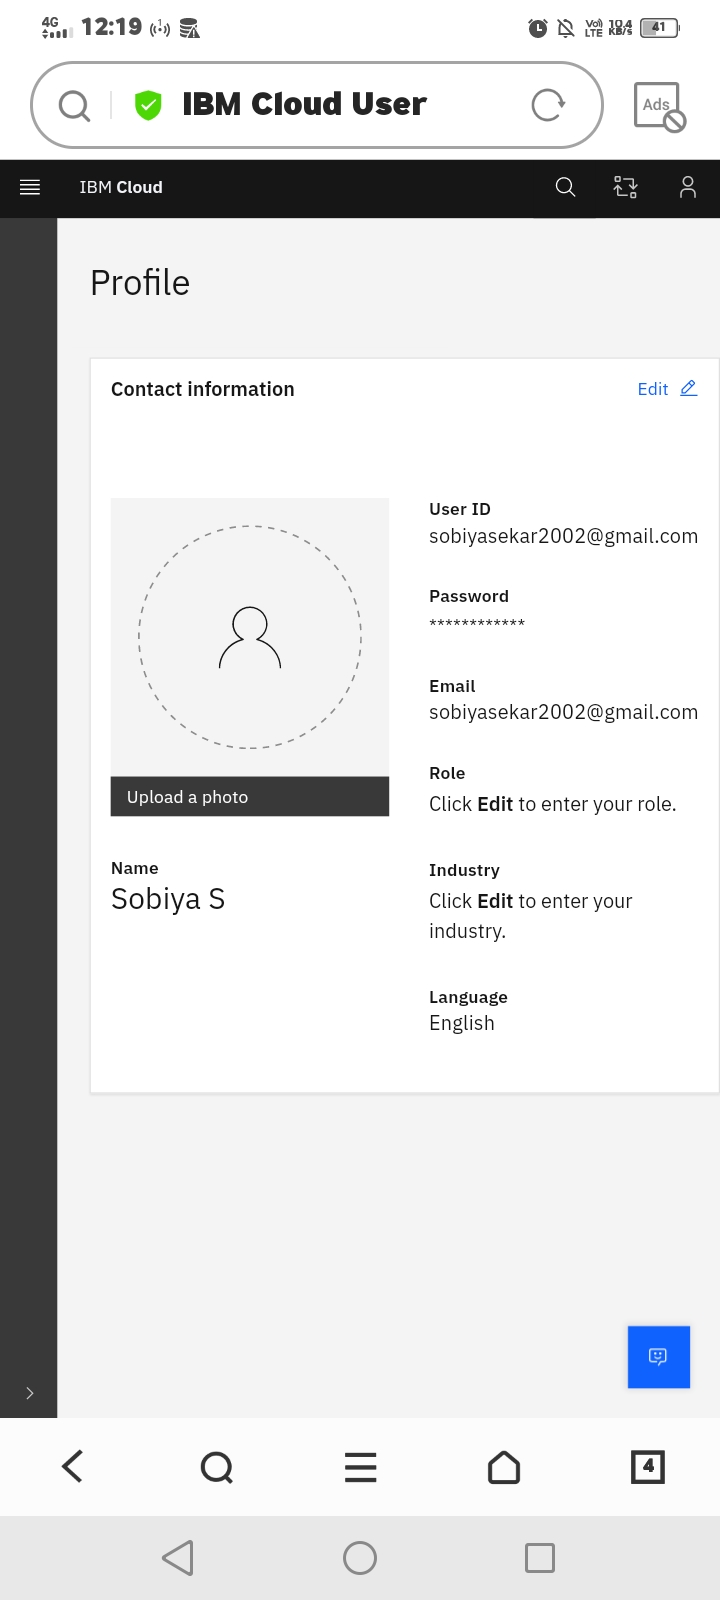 4G 12:19 Vo) LTE 10.4 KB/s 41
IBM Cloud User
Ads
IBM Cloud
Profile
Contact information
Edit
User ID
sobiyasekar2002@gmail.com
Password
************
Email
sobiyasekar2002@gmail.com
Role
Click Edit to enter your role.
Upload a photo
Name
Sobiya S
Industry
Click Edit to enter your
industry.
Language
English
4